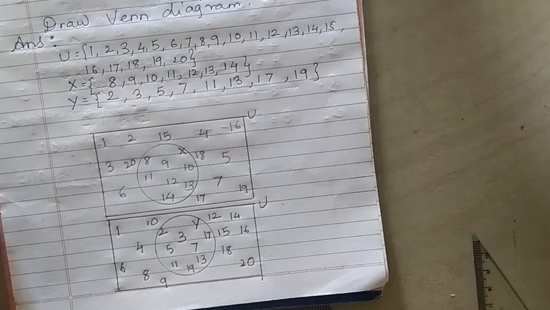 Draw Venn diagram.
Ans:
U = {1, 2, 3, 4, 5, 6, 7, 8, 9, 10, 11, 12, 13, 14, 15,
16, 17, 18, 19, 20}
X = { 8, 9, 10, 11, 12, 13, 14}
Y = {2, 3, 5, 7, 11, 13, 17, 19}
U
1 2 15 4 16
X
3 20 8 9 10 18 5
11
6 12 13 7
14 17 19
U
1 10 2 Y 12 14
4 3 17 15 16
5 7 18
6 8 11 19 13 20
9